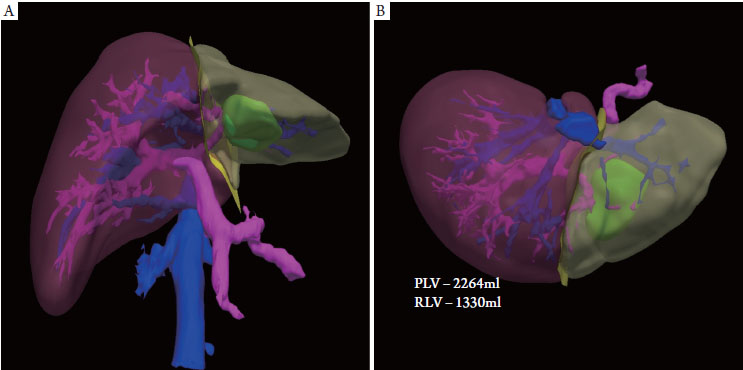 A
B
PLV – 2264ml
RLV – 1330ml